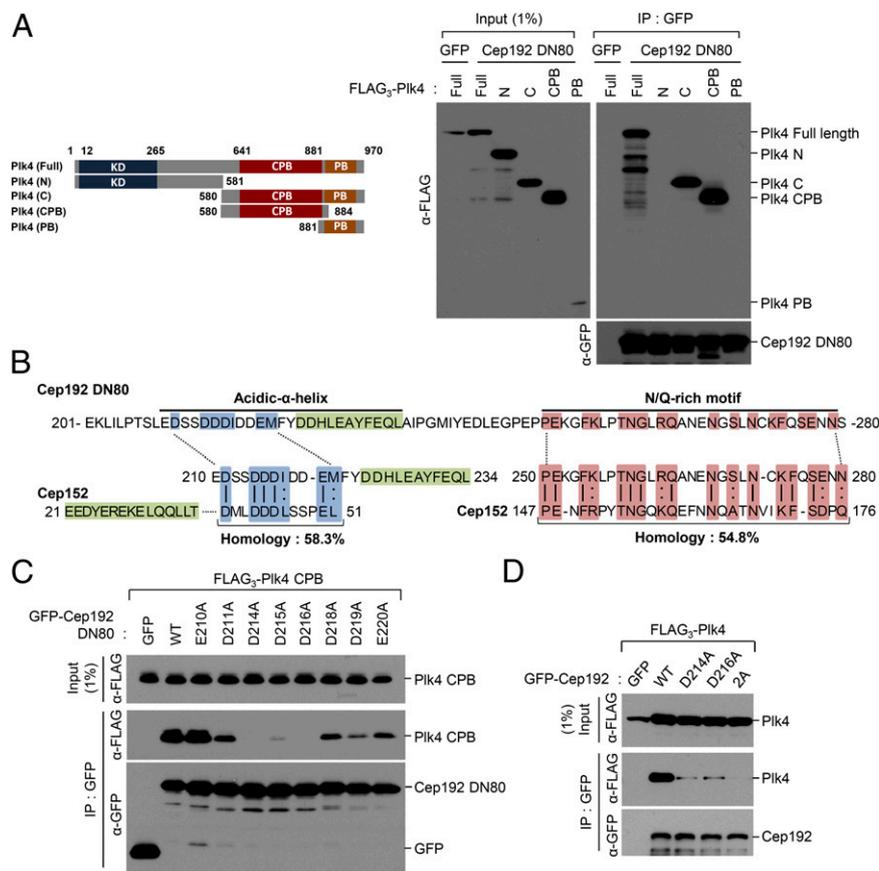 A
Input (1%)
IP : GFP
GFP Cep192 DN80
GFP Cep192 DN80
FLAG3-Plk4 :
Full
Full
N
C
CPB
PB
Full
Full
N
C
CPB
PB
α-FLAG
Plk4 Full length
Plk4 N
Plk4 C
Plk4 CPB
Plk4 PB
α-GFP
Cep192 DN80
1 12 265 641 881 970
Plk4 (Full) KD CPB PB
Plk4 (N) KD 581
Plk4 (C) 580 CPB PB
Plk4 (CPB) 580 CPB 884
Plk4 (PB) 881 PB
B
Cep192 DN80
Acidic-α-helix
N/Q-rich motif
201- EKLILPTSLEDSSDDDIDDEMFYDDHLEAYFEQLAIPGMIYEDLEGPEPPEKGFKLPTNGLRQANENGSLNCKFQSENNS -280
210 EDSSDDDIDD-EMFYDDHLEAYFEQL 234
250 PEKGFKLPTNGLRQANENGSLN-CKFQSENN 280
Cep152
21 EEDYEREKELQQLLT DMLDDDLSSPEL 51
Cep152 147 PE-NFRPYTNGQKQEFNNQATNVIKF-SDPQ 176
Homology : 58.3%
Homology : 54.8%
C
FLAG3-Plk4 CPB
GFP-Cep192
DN80 :
GFP
WT
E210A
D211A
D214A
D215A
D216A
D218A
D219A
E220A
Input
(1%)
α-FLAG
Plk4 CPB
IP : GFP
α-FLAG
Plk4 CPB
α-GFP
Cep192 DN80
GFP
D
FLAG3-Plk4
GFP-Cep192 :
GFP
WT
D214A
D216A
2A
(1%)
Input
α-FLAG
Plk4
IP : GFP
α-FLAG
Plk4
α-GFP
Cep192